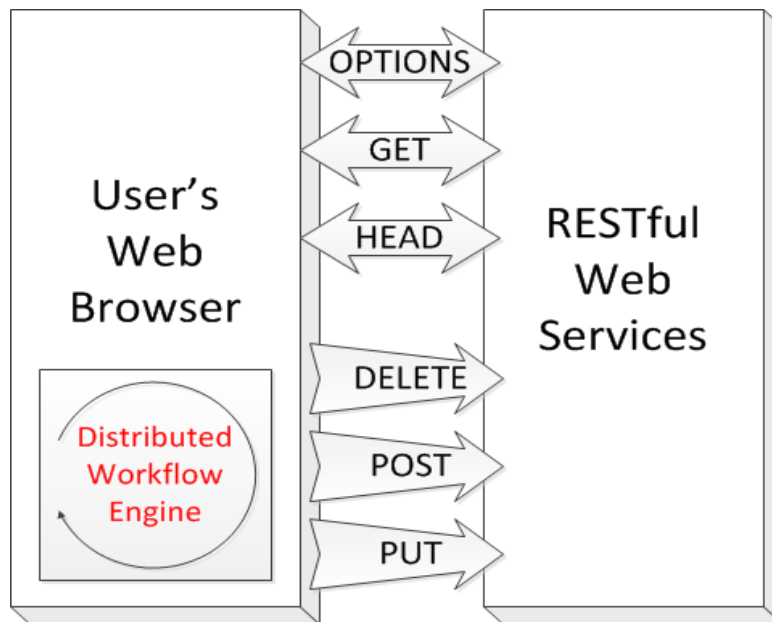 User's
Web
Browser
Distributed
Workflow
Engine
OPTIONS
GET
HEAD
DELETE
POST
PUT
RESTful
Web
Services